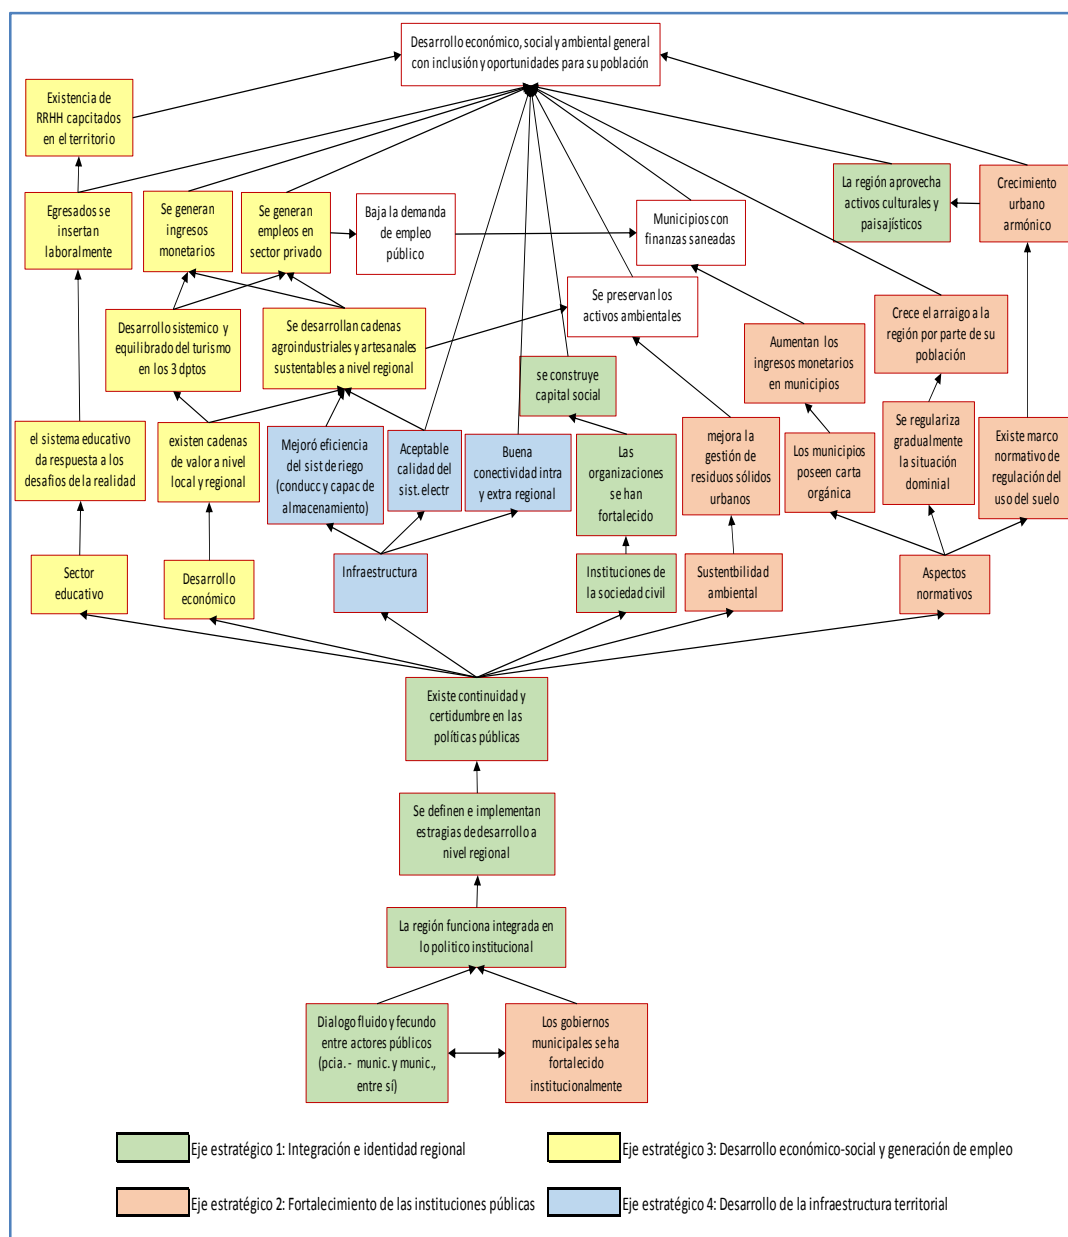 Desarrollo económico, social y ambiental general
con inclusión y oportunidades para su población
Existencia de
RRHH capcitados
en el territorio
Egresados se
insertan
laboralmente
Se generan
ingresos
monetarios
Se generan
empleos en
sector privado
Baja la demanda
de empleo
público
Municipios con
finanzas saneadas
La región aprovecha
activos culturales y
paisajísticos
Crecimiento
urbano
armónico
Se preservan los
activos ambientales
Desarrollo sistemico y
equilibrado del turismo
en los 3 dptos
Se desarrollan cadenas
agroindustriales y artesanales
sustentables a nivel regional
Crece el arraigo a la
región por parte de su
población
Aumentan los
ingresos monetarios
en municipios
se construye
capital social
el sistema educativo
da respuesta a los
desafios de la realidad
existen cadenas
de valor a nivel
local y regional
Mejoró eficiencia
del sist de riego
(conducc y capac de
almacenamiento)
Aceptable
calidad del
sist. electr
Buena
conectividad intra
y extra regional
Las
organizaciones
se han
fortalecido
mejora la
gestión de
residuos sólidos
urbanos
Los municipios
poseen carta
orgánica
Se regulariza
gradualmente
la situación
dominial
Existe marco
normativo de
regulación del
uso del suelo
Sector
educativo
Desarrollo
económico
Infraestructura
Instituciones de
la sociedad civil
Sustentbilidad
ambiental
Aspectos
normativos
Existe continuidad y
certidumbre en las
políticas públicas
Se definen e implementan
estragias de desarrollo a
nivel regional
La región funciona integrada en
lo politico institucional
Dialogo fluido y fecundo
entre actores públicos
(pcia. - munic. y munic.,
entre sí)
Los gobiernos
municipales se ha
fortalecido
institucionalmente
Eje estratégico 1: Integración e identidad regional
Eje estratégico 3: Desarrollo económico-social y generación de empleo
Eje estratégico 2: Fortalecimiento de las instituciones públicas
Eje estratégico 4: Desarrollo de la infraestructura territorial